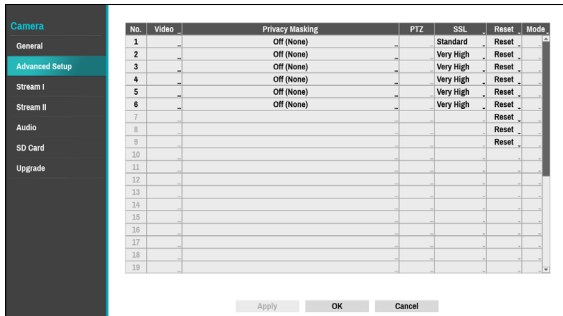 Camera
General
Advanced Setup
Stream I
Stream II
Audio
SD Card
Upgrade
No. Video Privacy Masking PTZ SSL Reset Mode
1 Off (None) Standard Reset
2 Off (None) Very High Reset
3 Off (None) Very High Reset
4 Off (None) Very High Reset
5 Off (None) Very High Reset
6 Off (None) Very High Reset
7 Reset
8 Reset
9 Reset
10
11
12
13
14
15
16
17
18
19
Apply OK Cancel